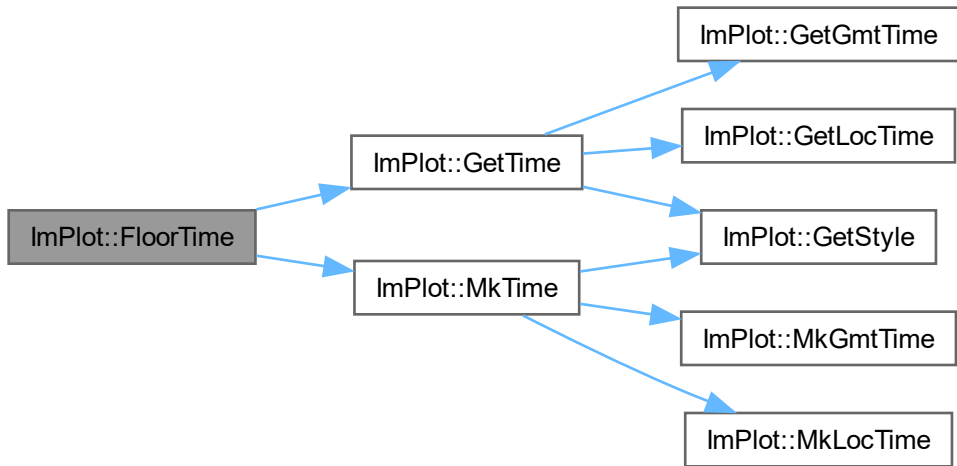 ImPlot::GetGmtTime
ImPlot::GetLocTime
ImPlot::GetTime
ImPlot::FloorTime
ImPlot::GetStyle
ImPlot::MkTime
ImPlot::MkGmtTime
ImPlot::MkLocTime